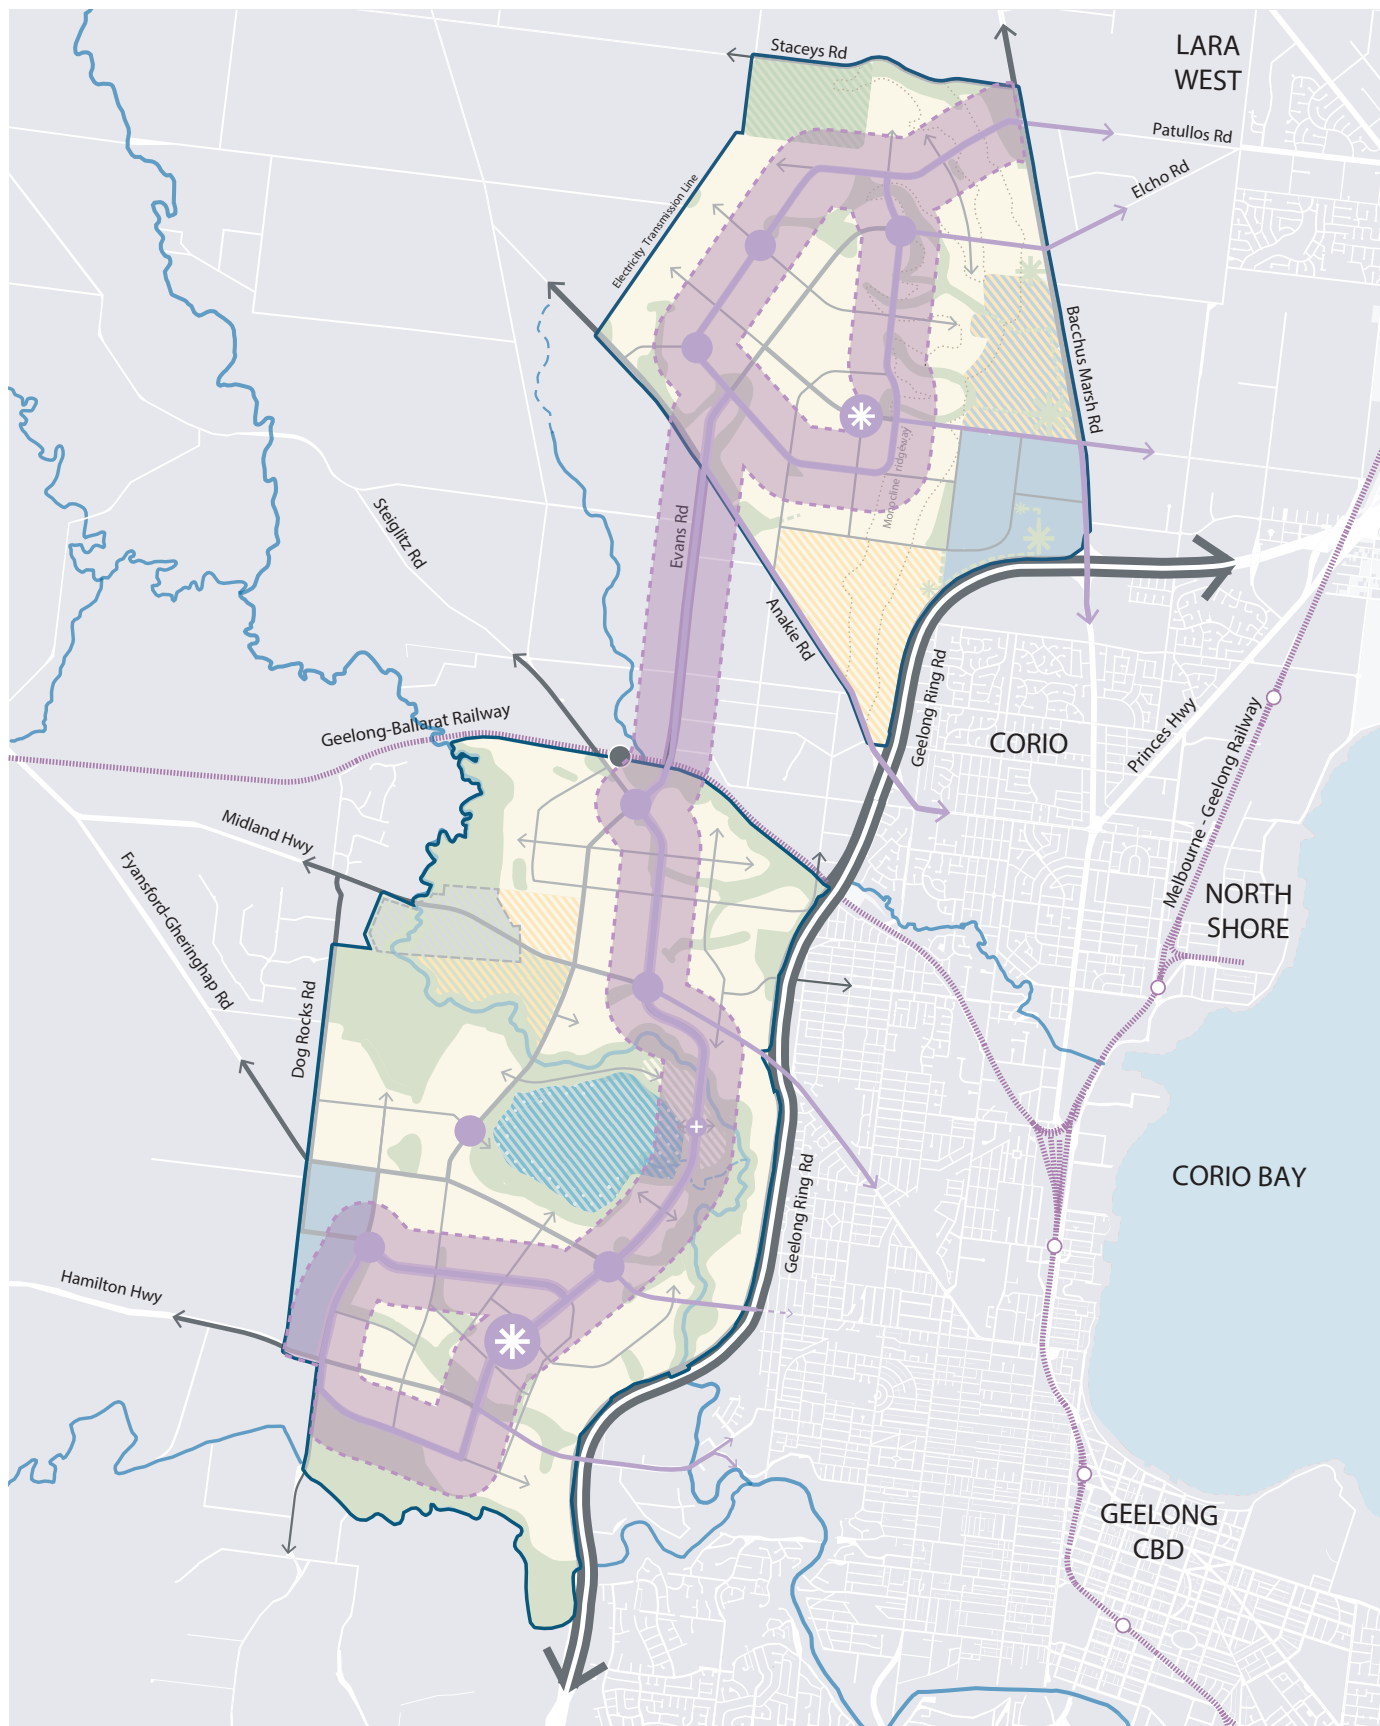 Staceys Rd
LARA
WEST
Patullos Rd
Elcho Rd
Electricity Transmission Line
Bacchus Marsh Rd
Monocline ridgeway
Steiglitz Rd
Evans Rd
Anakie Rd
Geelong Ring Rd
Geelong-Ballarat Railway
CORIO
Princes Hwy
Melbourne - Geelong Railway
Midland Hwy
Fyansford-Gheringhap Rd
NORTH
SHORE
Dog Rocks Rd
CORIO BAY
Geelong Ring Rd
Hamilton Hwy
GEELONG
CBD